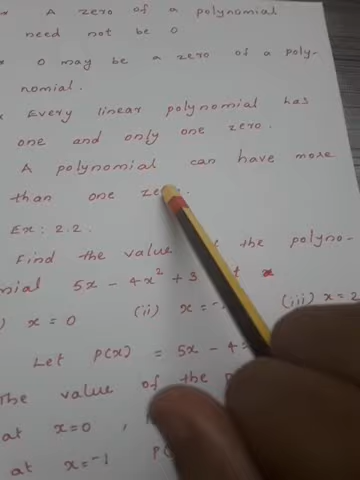 A zero of a polynomial
need not be 0
0 may be a zero of a poly-
nomial.
Every linear polynomial has
one and only one zero.
A polynomial can have more
than one
Ex: 2.2.
Find the value the polyno-
mial 5x - 4x² + 3
x = 0 (ii) x = -1 (iii) x = 2
Let P(x) = 5x - 4
The value of the
at x=0,
at x=-1